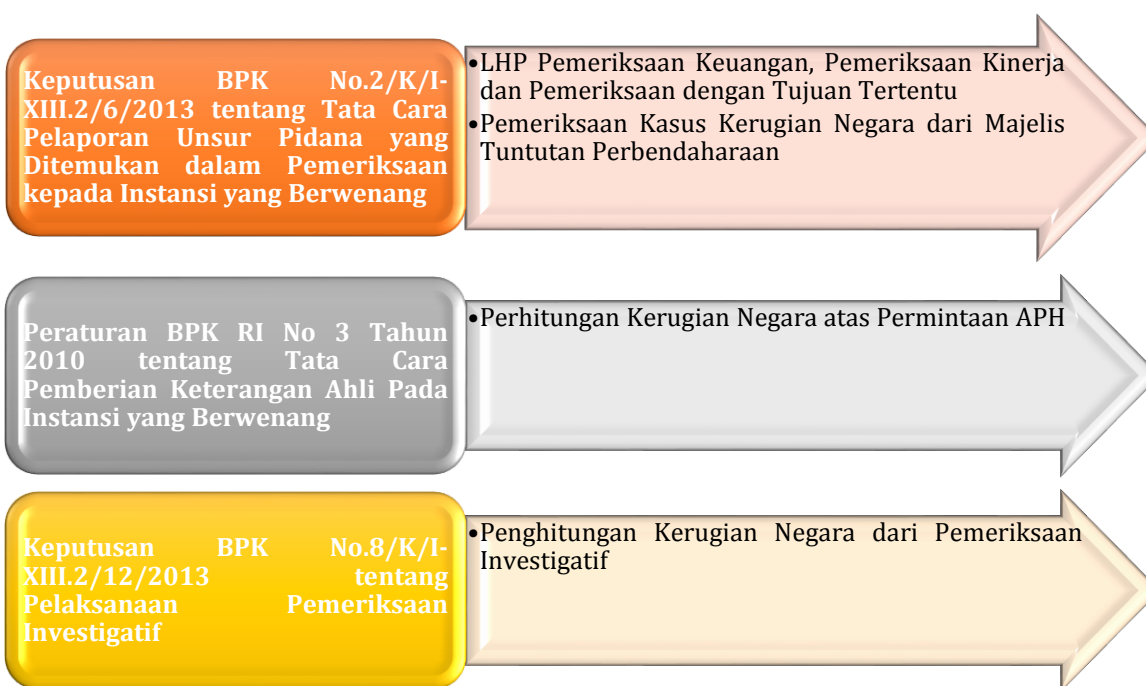 Keputusan BPK No.2/K/I-
XIII.2/6/2013 tentang Tata Cara
Pelaporan Unsur Pidana yang
Ditemukan dalam Pemeriksaan
kepada Instansi yang Berwenang
•LHP Pemeriksaan Keuangan, Pemeriksaan Kinerja
dan Pemeriksaan dengan Tujuan Tertentu
•Pemeriksaan Kasus Kerugian Negara dari Majelis
Tuntutan Perbendaharaan
Peraturan BPK RI No 3 Tahun
2010 tentang Tata Cara
Pemberian Keterangan Ahli Pada
Instansi yang Berwenang
•Perhitungan Kerugian Negara atas Permintaan APH
Keputusan BPK No.8/K/I-
XIII.2/12/2013 tentang
Pelaksanaan Pemeriksaan
Investigatif
•Penghitungan Kerugian Negara dari Pemeriksaan
Investigatif